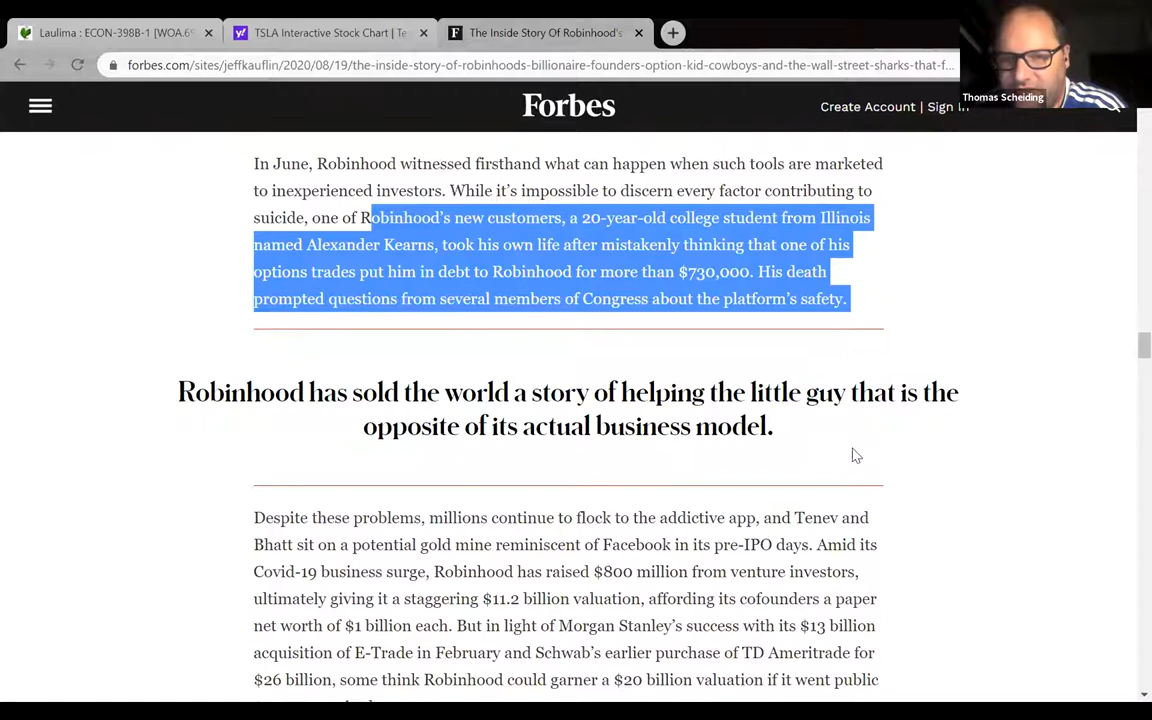 Laulima : ECON-398B-1 [WOA.69
TSLA Interactive Stock Chart | Te
The Inside Story Of Robinhood's
forbes.com/sites/jeffkauflin/2020/08/19/the-inside-story-of-robinhoods-billionaire-founders-option-kid-cowboys-and-the-wall-street-sharks-that-f...
Thomas Scheiding
Forbes
Create Account | Sign In
In June, Robinhood witnessed firsthand what can happen when such tools are marketed
to inexperienced investors. While it’s impossible to discern every factor contributing to
suicide, one of Robinhood’s new customers, a 20-year-old college student from Illinois
named Alexander Kearns, took his own life after mistakenly thinking that one of his
options trades put him in debt to Robinhood for more than $730,000. His death
prompted questions from several members of Congress about the platform’s safety.
Robinhood has sold the world a story of helping the little guy that is the
opposite of its actual business model.
Despite these problems, millions continue to flock to the addictive app, and Tenev and
Bhatt sit on a potential gold mine reminiscent of Facebook in its pre-IPO days. Amid its
Covid-19 business surge, Robinhood has raised $800 million from venture investors,
ultimately giving it a staggering $11.2 billion valuation, affording its cofounders a paper
net worth of $1 billion each. But in light of Morgan Stanley’s success with its $13 billion
acquisition of E-Trade in February and Schwab’s earlier purchase of TD Ameritrade for
$26 billion, some think Robinhood could garner a $20 billion valuation if it went public